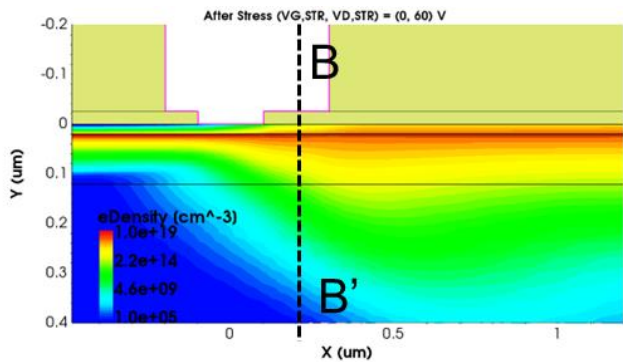 After Stress (VG,STR, VD,STR) = (0, 60) V
-0.2
B
-0.1
0
Y (um)
0.1
0.2
eDensity [cm^-3]
1.0e+19
2.2e+14
0.3
4.6e+09
B'
1.0e+05
0.4
0
0.5
1
X (um)